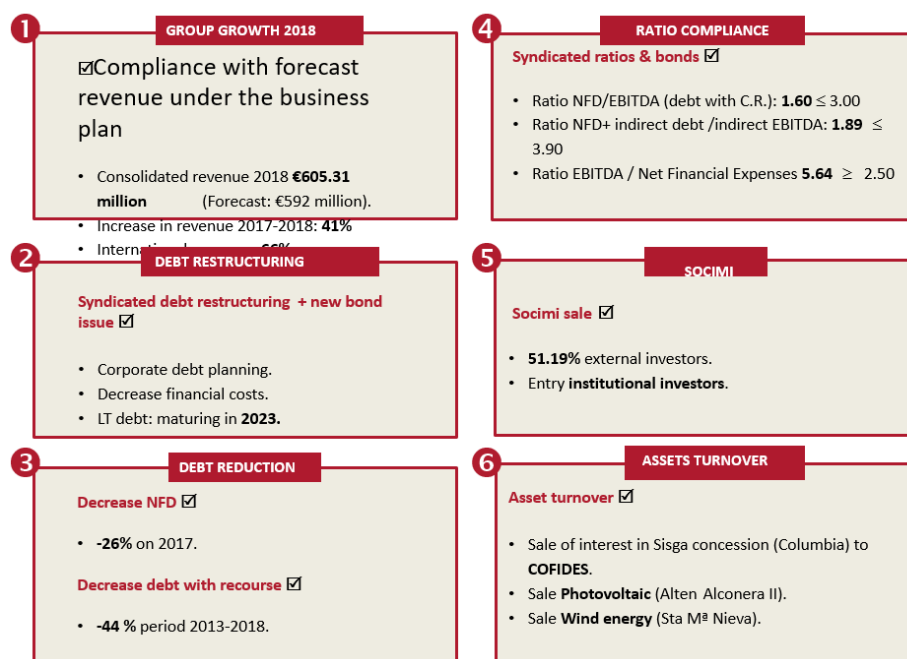 1
GROUP GROWTH 2018
☑Compliance with forecast
revenue under the business
plan
• Consolidated revenue 2018 €605.31
million (Forecast: €592 million).
• Increase in revenue 2017-2018: 41%
2
DEBT RESTRUCTURING
Syndicated debt restructuring + new bond
issue ☑
• Corporate debt planning.
• Decrease financial costs.
• LT debt: maturing in 2023.
3
DEBT REDUCTION
Decrease NFD ☑
• -26% on 2017.
Decrease debt with recourse ☑
• -44 % period 2013-2018.
4
RATIO COMPLIANCE
Syndicated ratios & bonds ☑
• Ratio NFD/EBITDA (debt with C.R.): 1.60 ≤ 3.00
• Ratio NFD+ indirect debt /indirect EBITDA: 1.89 ≤
3.90
• Ratio EBITDA / Net Financial Expenses 5.64 ≥ 2.50
5
SOCIMI
Socimi sale ☑
• 51.19% external investors.
• Entry institutional investors.
6
ASSETS TURNOVER
Asset turnover ☑
• Sale of interest in Sisga concession (Columbia) to
COFIDES.
• Sale Photovoltaic (Alten Alconera II).
• Sale Wind energy (Sta Mª Nieva).